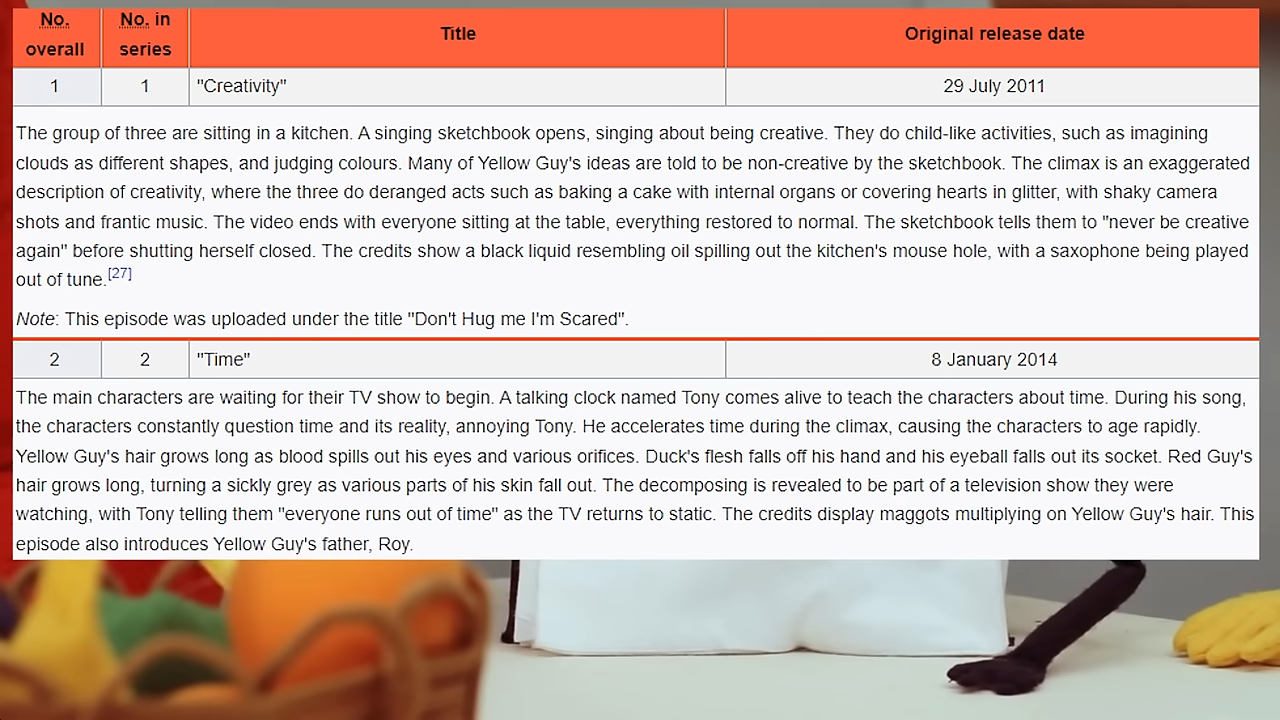 No. overall No. in series Title Original release date
1 1 "Creativity" 29 July 2011
The group of three are sitting in a kitchen. A singing sketchbook opens, singing about being creative. They do child-like activities, such as imagining
clouds as different shapes, and judging colours. Many of Yellow Guy's ideas are told to be non-creative by the sketchbook. The climax is an exaggerated
description of creativity, where the three do deranged acts such as baking a cake with internal organs or covering hearts in glitter, with shaky camera
shots and frantic music. The video ends with everyone sitting at the table, everything restored to normal. The sketchbook tells them to "never be creative
again" before shutting herself closed. The credits show a black liquid resembling oil spilling out the kitchen's mouse hole, with a saxophone being played
out of tune.[27]
Note: This episode was uploaded under the title "Don't Hug me I'm Scared".
2 2 "Time" 8 January 2014
The main characters are waiting for their TV show to begin. A talking clock named Tony comes alive to teach the characters about time. During his song,
the characters constantly question time and its reality, annoying Tony. He accelerates time during the climax, causing the characters to age rapidly.
Yellow Guy's hair grows long as blood spills out his eyes and various orifices. Duck's flesh falls off his hand and his eyeball falls out its socket. Red Guy's
hair grows long, turning a sickly grey as various parts of his skin fall out. The decomposing is revealed to be part of a television show they were
watching, with Tony telling them "everyone runs out of time" as the TV returns to static. The credits display maggots multiplying on Yellow Guy's hair. This
episode also introduces Yellow Guy's father, Roy.